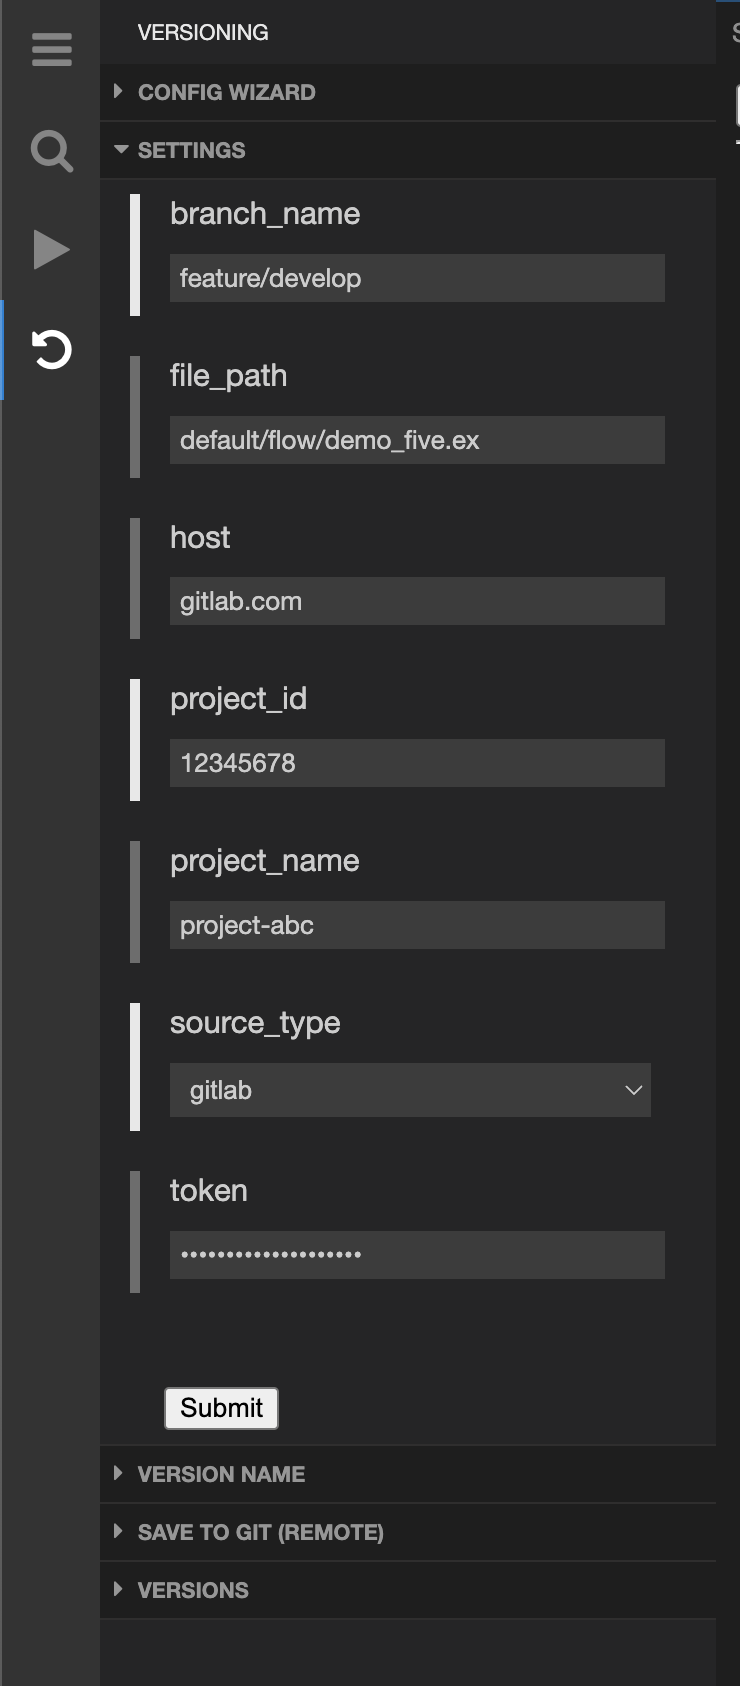 VERSIONING
CONFIG WIZARD
SETTINGS
branch_name
feature/develop
file_path
default/flow/demo_five.ex
host
gitlab.com
project_id
12345678
project_name
project-abc
source_type
gitlab
token
••••••••••••••••••••
Submit
VERSION NAME
SAVE TO GIT (REMOTE)
VERSIONS